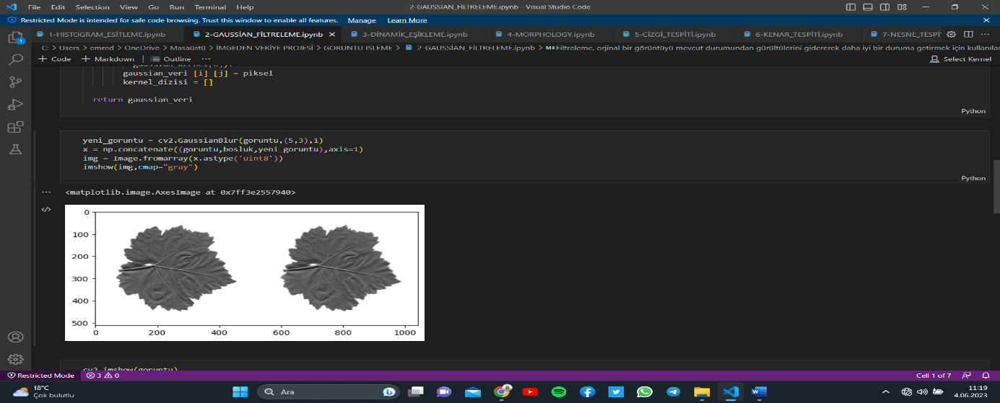 File Edit Selection View Go Run Terminal Help
2-GAUSSİAN_FİLTRELEME.ipynb - Visual Studio Code
Restricted Mode is intended for safe code browsing. Trust this window to enable all features. Manage Learn More
1-HISTOGRAM_ESİTLEME.ipynb 2-GAUSSİAN_FİLTRELEME.ipynb 3-DİNAMİK_EŞİKLEME.ipynb 4-MORPHOLOGY.ipynb 5-CİZGİ_TESPİTİ.ipynb 6-KENAR_TESPİTİ.ipynb 7-NESNE_TESPİ
C: > Users > emred > OneDrive > Masaüstü > İMGEDEN VERİYE PROJESİ > GORUNTU ISLEME > 2-GAUSSİAN_FİLTRELEME.ipynb > M↓Filtreleme, orjinal bir görüntüyü mevcut durumundan gürültülerini gidererek daha iyi bir duruma getirmek için kullanılan
+ Code + Markdown | Outline ···
Select Kernel
gaussian_veri [i] [j] = piksel
kernel_dizisi = []
return gaussian_veri
Python
yeni_goruntu = cv2.GaussianBlur(goruntu,(5,3),1)
x = np.concatenate((goruntu,bosluk,yeni_goruntu),axis=1)
img = Image.fromarray(x.astype('uint8'))
imshow(img,cmap="gray")
Python
<matplotlib.image.AxesImage at 0x7ff3e2557940>
0
100
200
300
400
500
0 200 400 600 800 1000
cv2_imshow(goruntu)
Restricted Mode 3 0
Cell 1 of 7
18°C
Çok bulutlu
Ara
11:19
4.06.2023